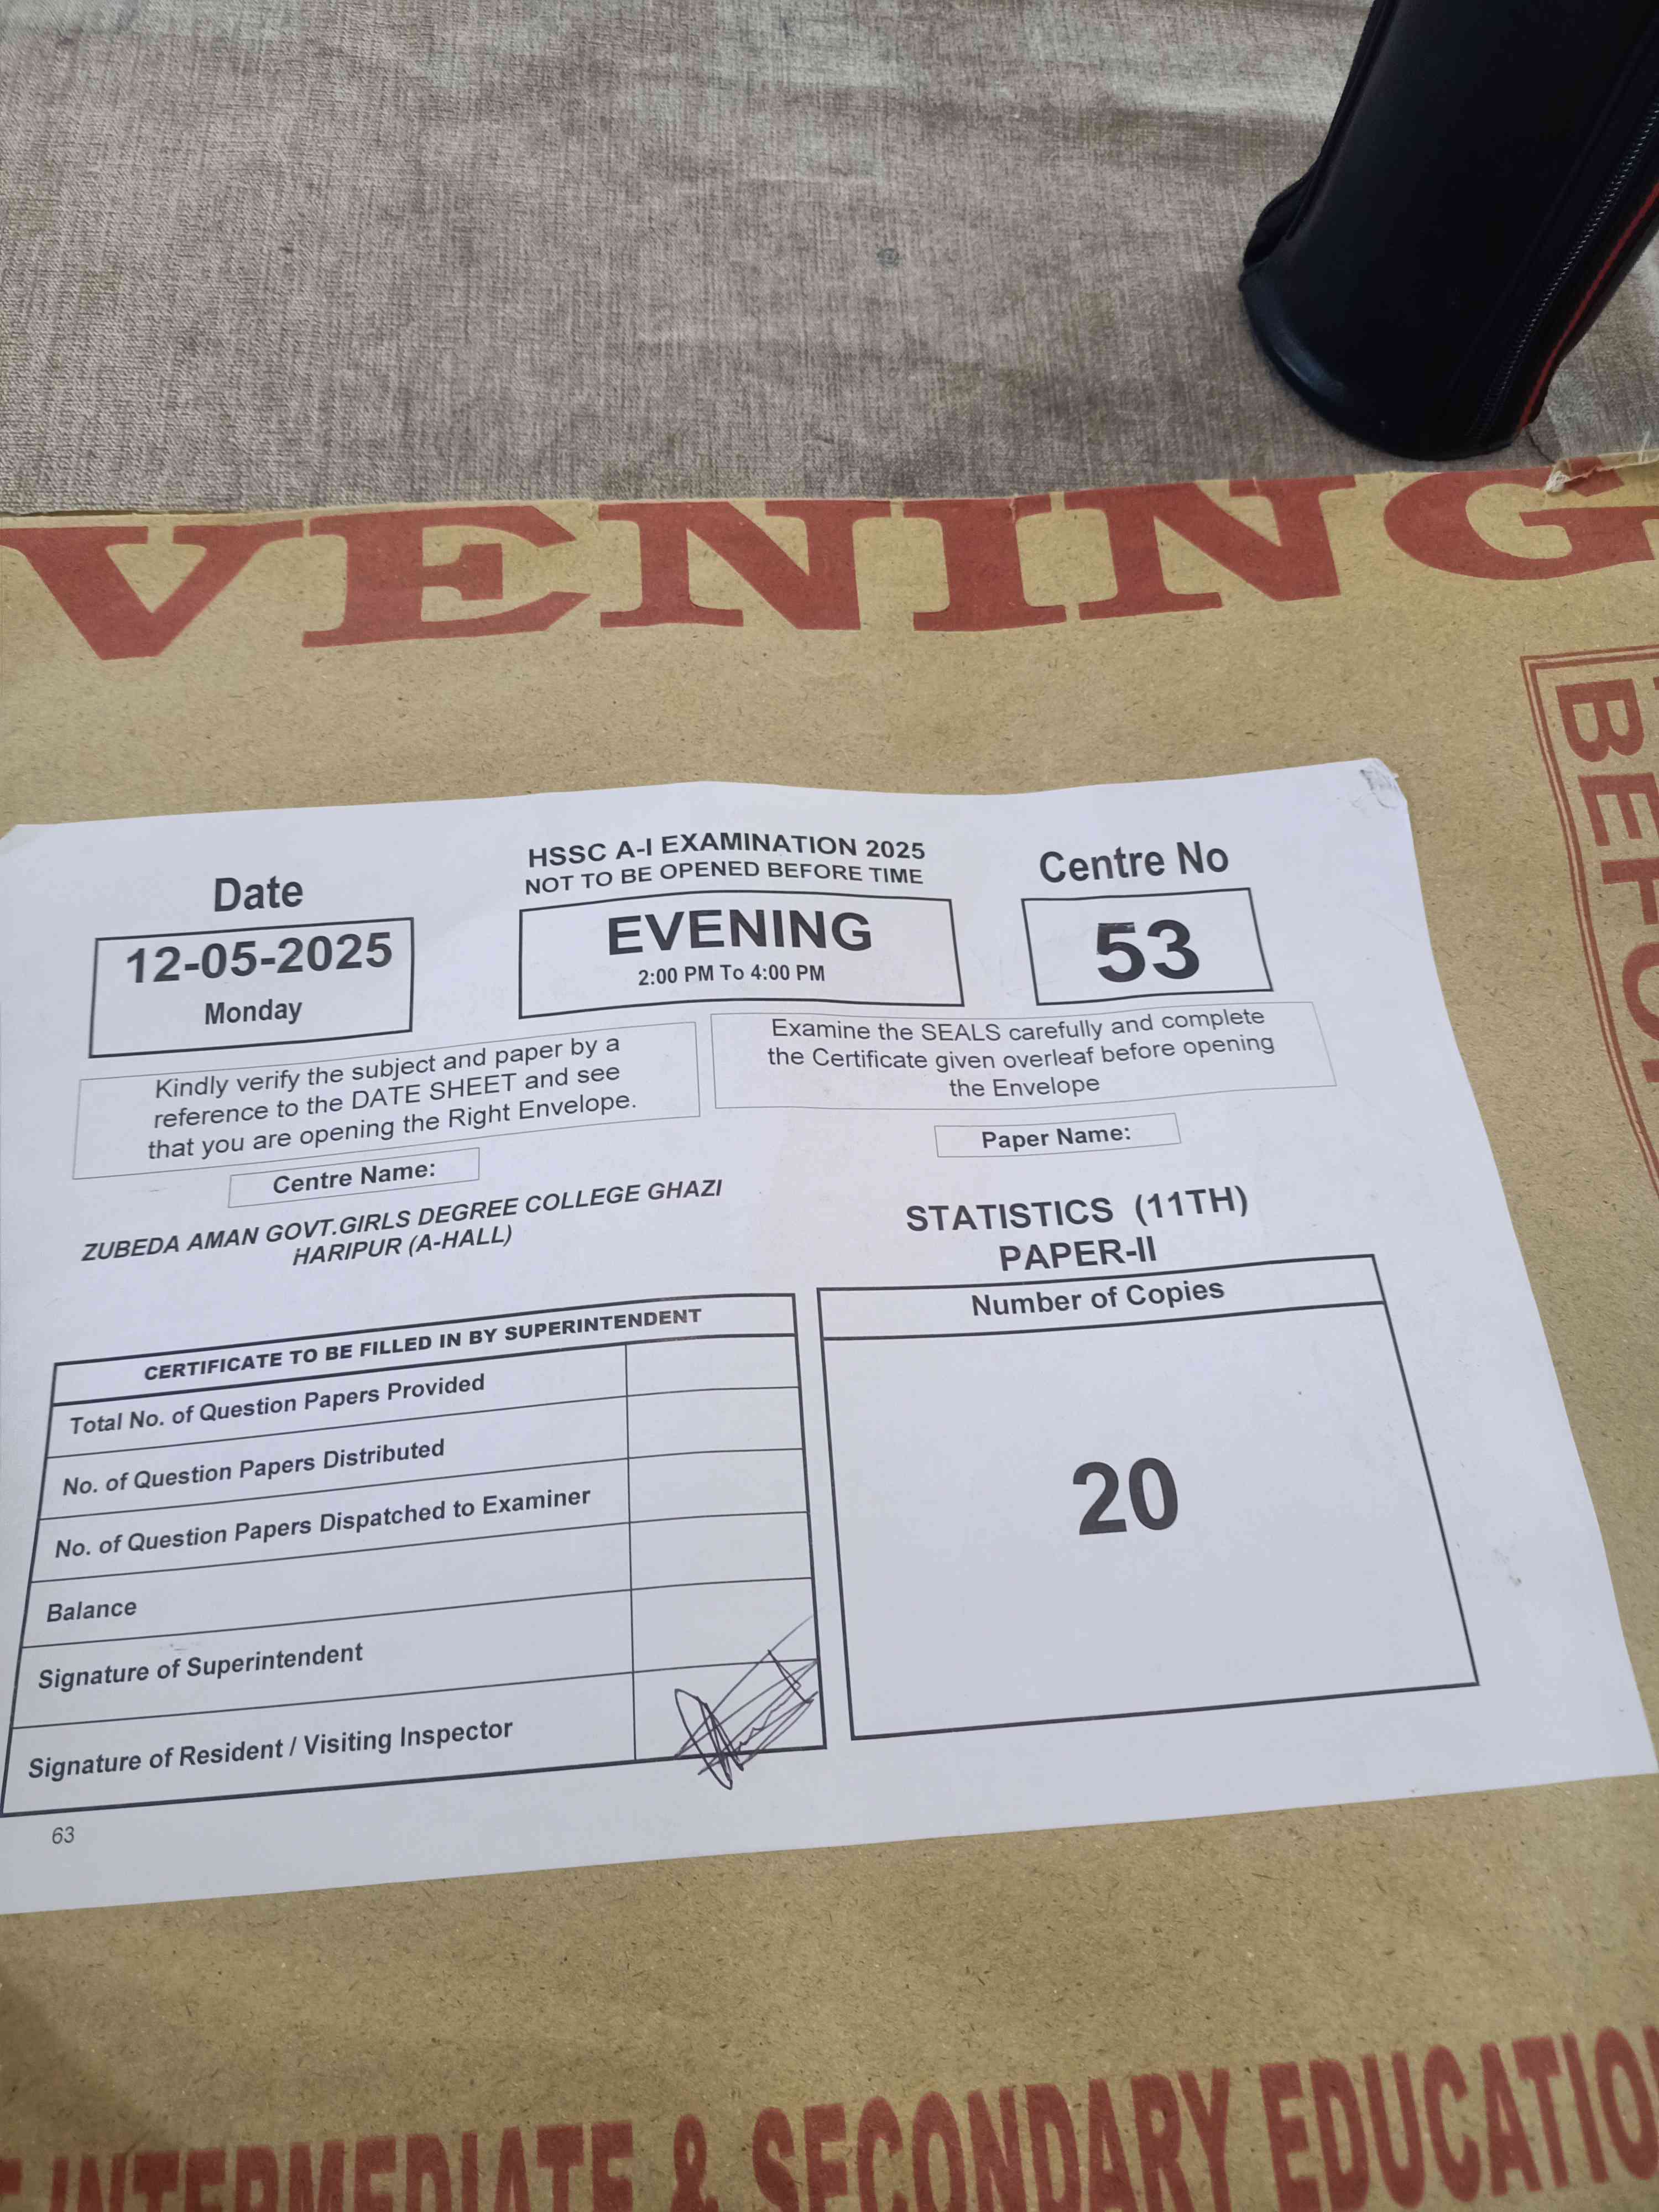 VENING
BEFO
HSSC A-I EXAMINATION 2025
NOT TO BE OPENED BEFORE TIME
Date
12-05-2025
Monday
EVENING
2:00 PM To 4:00 PM
Centre No
53
Kindly verify the subject and paper by a
reference to the DATE SHEET and see
that you are opening the Right Envelope.
Examine the SEALS carefully and complete
the Certificate given overleaf before opening
the Envelope
Centre Name:
ZUBEDA AMAN GOVT.GIRLS DEGREE COLLEGE GHAZI
HARIPUR (A-HALL)
Paper Name:
STATISTICS (11TH)
PAPER-II
CERTIFICATE TO BE FILLED IN BY SUPERINTENDENT
Total No. of Question Papers Provided
No. of Question Papers Distributed
No. of Question Papers Dispatched to Examiner
Balance
Signature of Superintendent
Signature of Resident / Visiting Inspector
Number of Copies
20
63
INTERMEDIATE & SECONDARY EDUCATIO